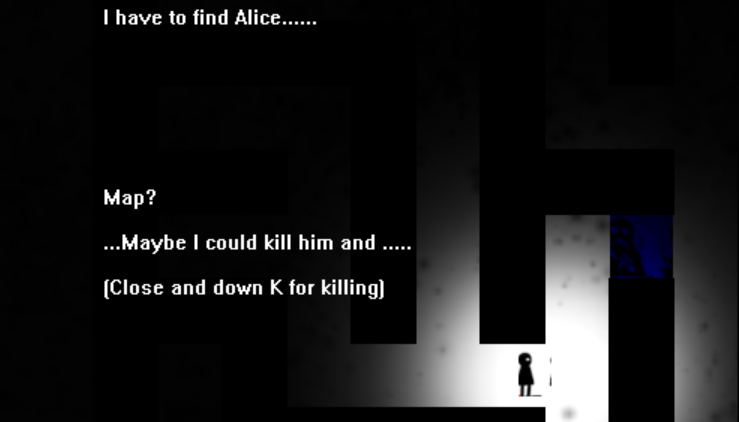 I have to find Alice......
Map?
...Maybe I could kill him and .....
(Close and down K for killing)